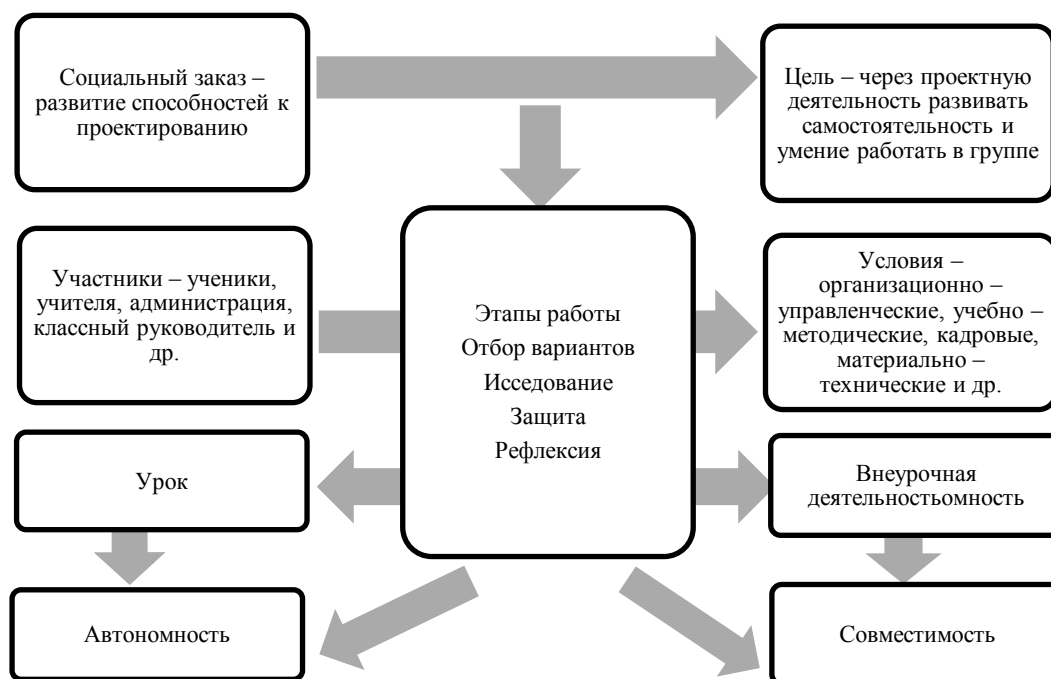 Социальный заказ –
развитие способностей к
проектированию
Цель – через проектную
деятельность развивать
самостоятельность и
умение работать в группе
Участники – ученики,
учителя, администрация,
классный руководитель и
др.
Этапы работы
Отбор вариантов
Исседование
Защита
Рефлексия
Условия –
организационно –
управленческие, учебно –
методические, кадровые,
материально –
технические и др.
Урок
Внеурочная
деятельностьомность
Автономность
Совместимость